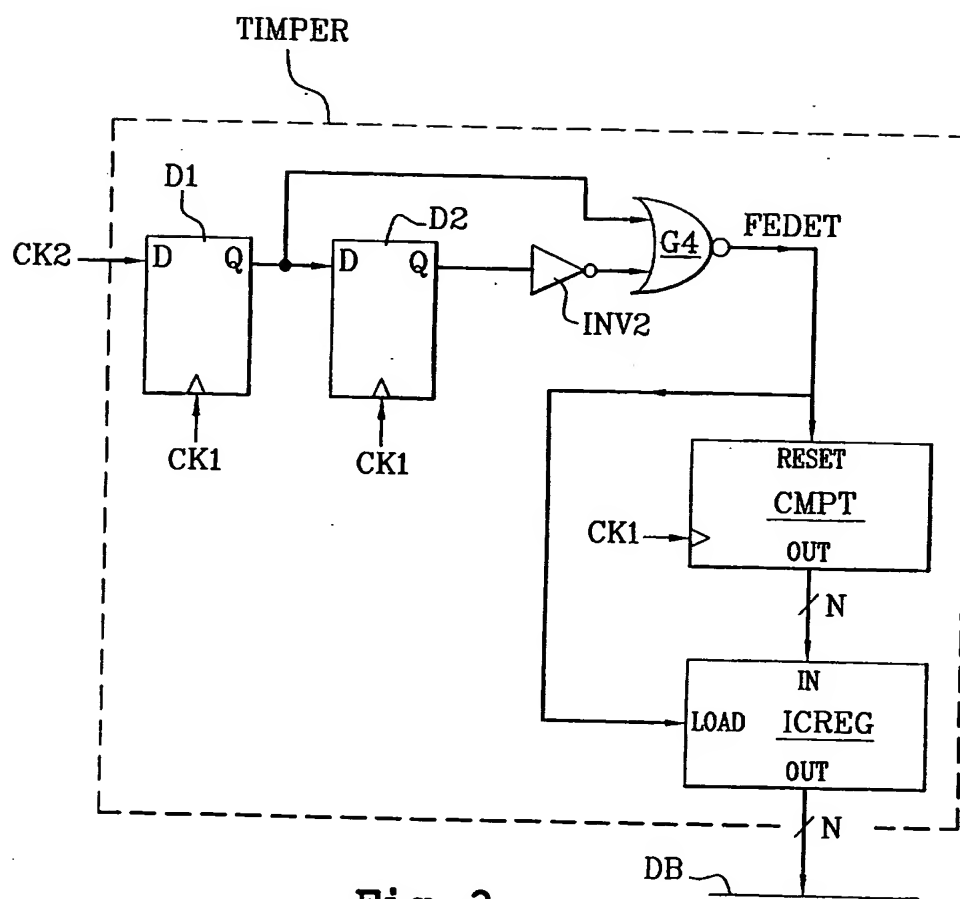 TIMPER
D1
D2
CK2
D Q
D Q
INV2
G4
FEDET
CK1
CK1
RESET
CMPT
CK1
OUT
N
IN
LOAD ICREG
OUT
N
DB